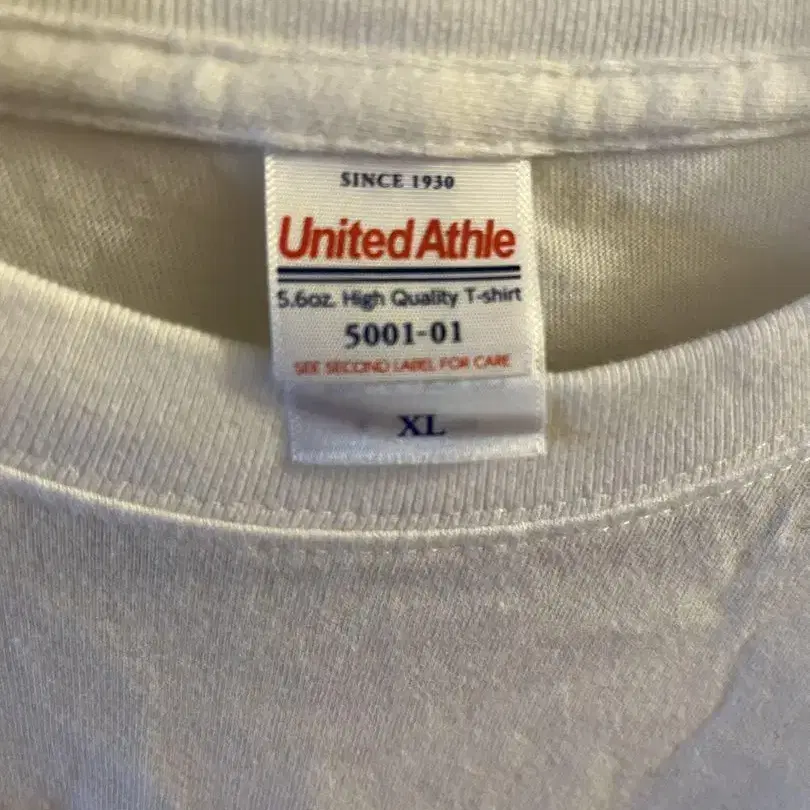 SINCE 1930
United Athle
5.6oz. High Quality T-shirt
5001-01
SEE SECOND LABEL FOR CARE
XL